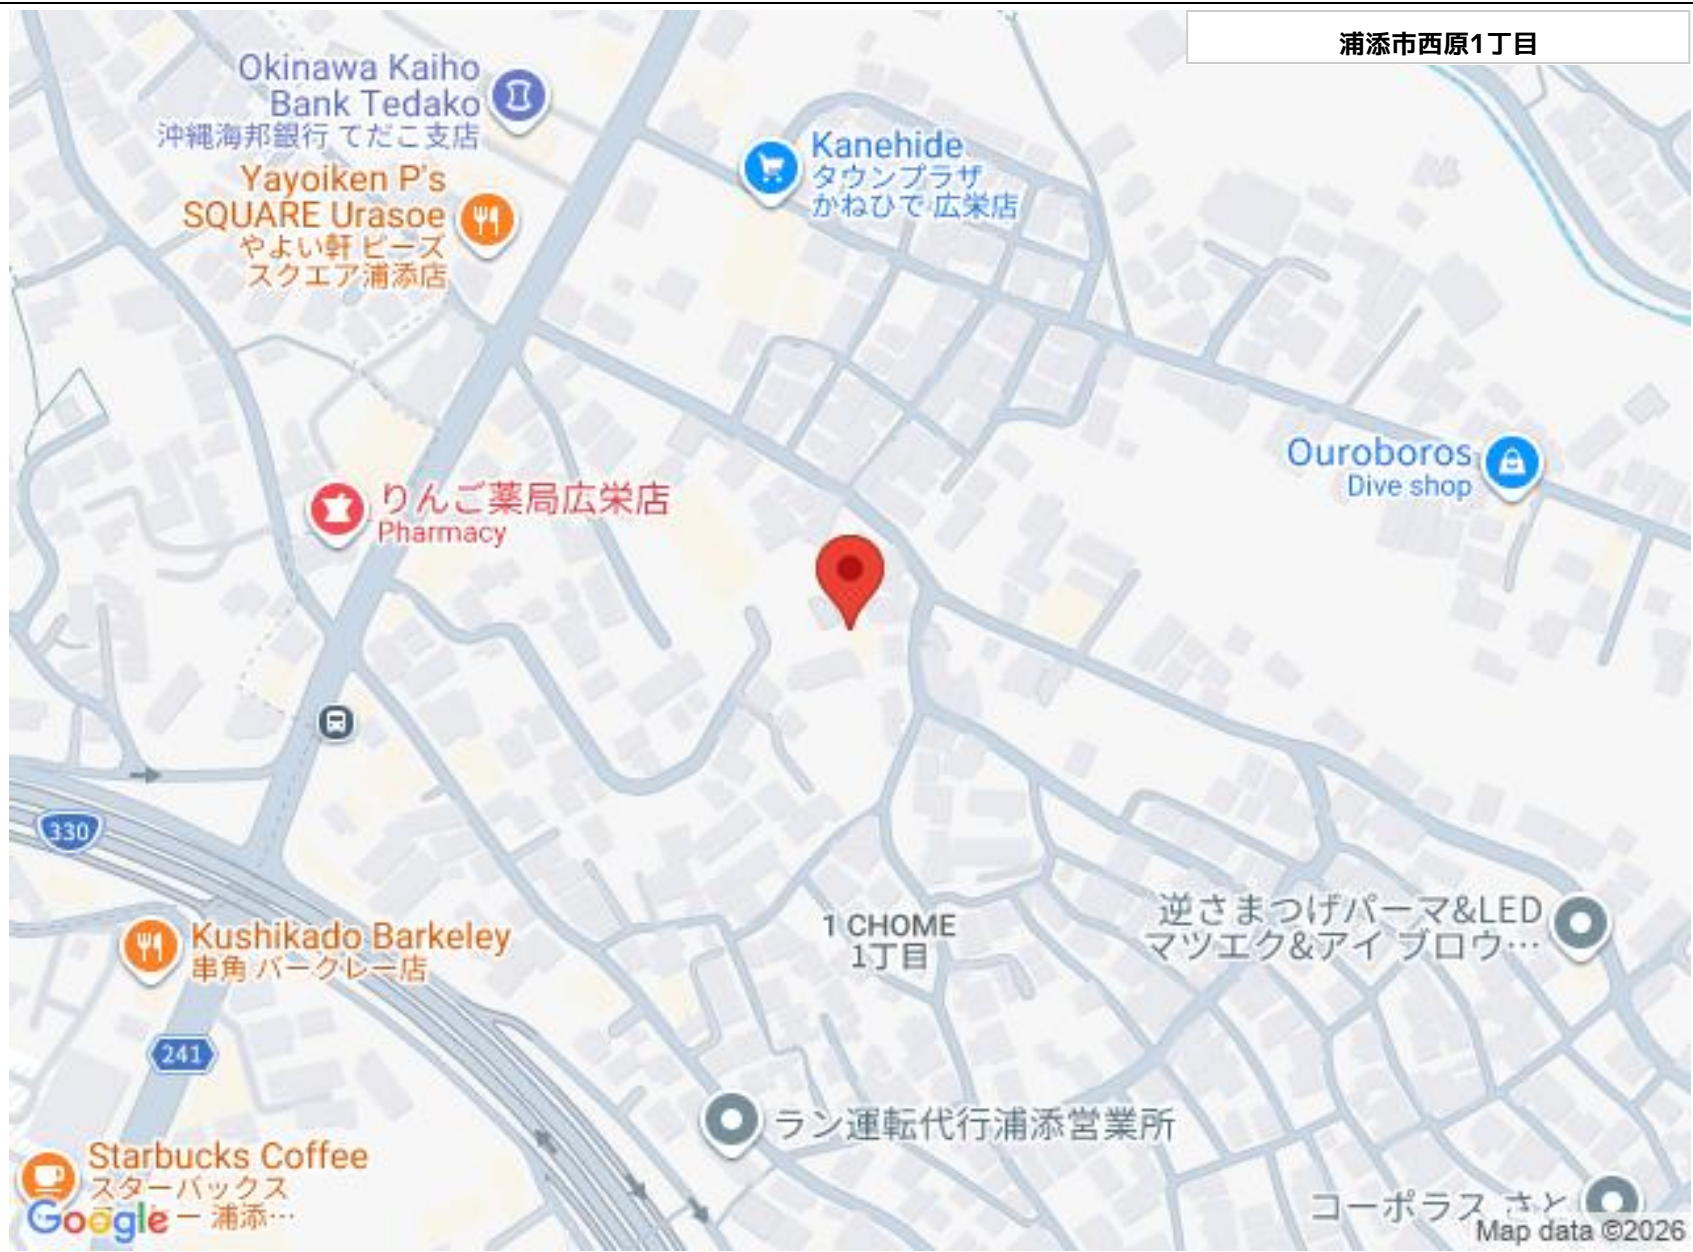 浦添市西原1丁目
Okinawa Kaiho
Bank Tedako
沖縄海邦銀行 てだこ支店
Yayoiken P's
SQUARE Urasoe
やよい軒 ピーズ
スクエア浦添店
Kanehide
タウンプラザ
かねひで 広栄店
Ouroboros
Dive shop
りんご薬局広栄店
Pharmacy
330
Kushikado Barkeley
串角 バークレー店
1 CHOME
1丁目
逆さまつげパーマ&LED
マツエク&アイ ブロウ…
241
ラン運転代行浦添営業所
Starbucks Coffee
スターバックス
ー 浦添…
コーポラス さと
Google
Map data ©2026